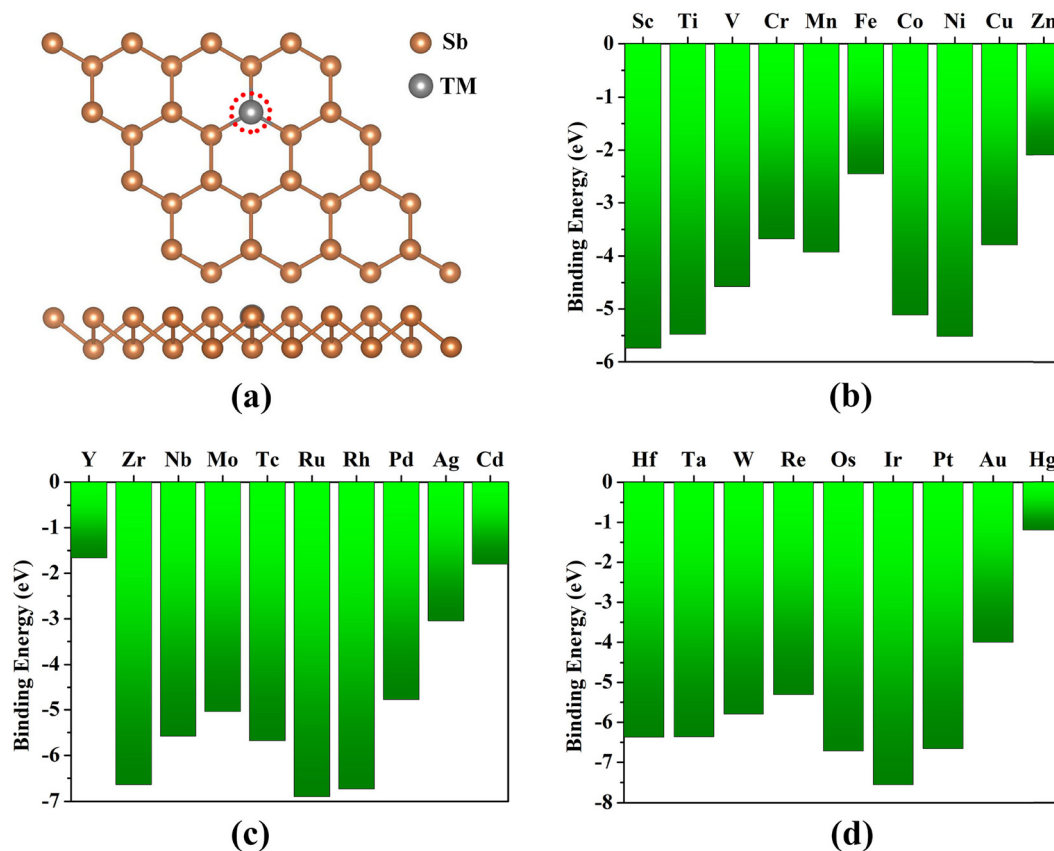 Sb
TM
(a)
Sc Ti V Cr Mn Fe Co Ni Cu Zn
0
-1
-2
-3
-4
-5
-6
Binding Energy (eV)
(b)
Y Zr Nb Mo Tc Ru Rh Pd Ag Cd
0
-1
-2
-3
-4
-5
-6
-7
Binding Energy (eV)
(c)
Hf Ta W Re Os Ir Pt Au Hg
0
-1
-2
-3
-4
-5
-6
-7
-8
Binding Energy (eV)
(d)